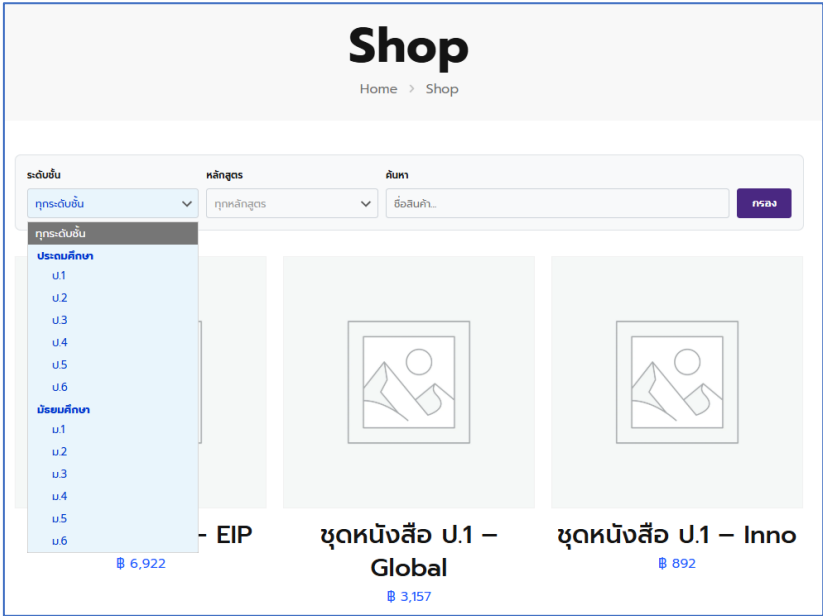 Shop
Home > Shop
ระดับชั้น หลักสูตร ค้นหา
ทุกระดับชั้น ทุกหลักสูตร ชื่อสินค้า... กรอง
ทุกระดับชั้น
ประถมศึกษา
ป.1
ป.2
ป.3
ป.4
ป.5
ป.6
มัธยมศึกษา
ม.1
ม.2
ม.3
ม.4
ม.5
ม.6
– EIP
฿ 6,922
ชุดหนังสือ ป.1 –
Global
฿ 3,157
ชุดหนังสือ ป.1 – Inno
฿ 892